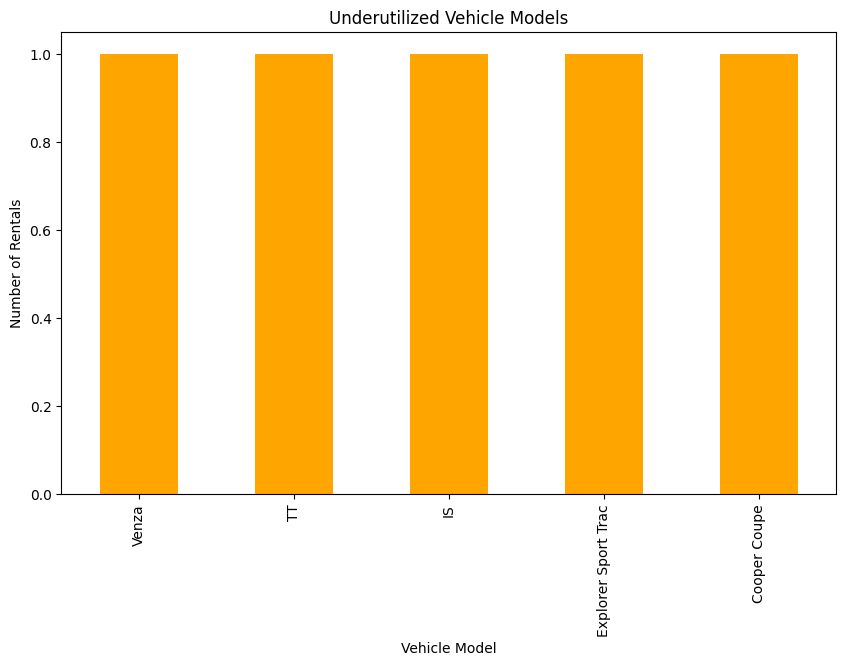 Underutilized Vehicle Models
Number of Rentals
1.0
0.8
0.6
0.4
0.2
0.0
Venza
TT
IS
Explorer Sport Trac
Cooper Coupe
Vehicle Model